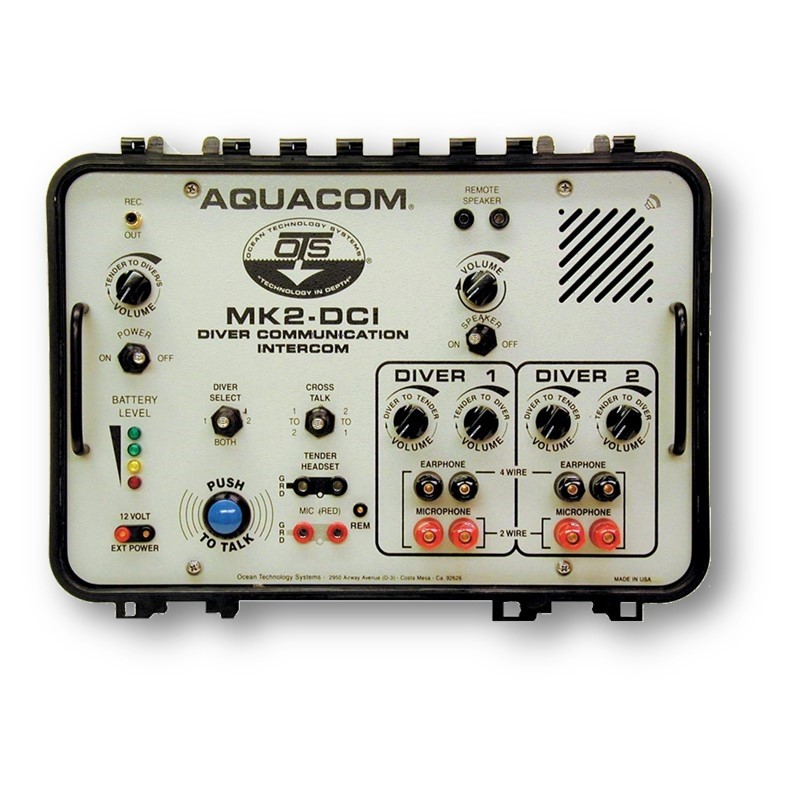 AQUACOM®
REC.
OUT
TENDER TO DIVER/S
VOLUME
POWER
ON OFF
BATTERY
LEVEL
12 VOLT
EXT POWER
OCEAN TECHNOLOGY SYSTEMS
OTS®
"TECHNOLOGY IN DEPTH"
MK2-DCI
DIVER COMMUNICATION
INTERCOM
REMOTE
SPEAKER
VOLUME
SPEAKER
ON OFF
DIVER
SELECT
1 2
BOTH
CROSS
TALK
1 2
TO TO
2 1
PUSH
TO TALK
TENDER
HEADSET
GRD
MIC (RED)
GRD
REM
DIVER 1
DIVER TO TENDER
VOLUME
TENDER TO DIVER
VOLUME
EARPHONE
MICROPHONE
4 WIRE
2 WIRE
DIVER 2
DIVER TO TENDER
VOLUME
TENDER TO DIVER
VOLUME
EARPHONE
MICROPHONE
Ocean Technology Systems - 2950 Airway Avenue (D-3) - Costa Mesa - Ca. 92626
MADE IN USA